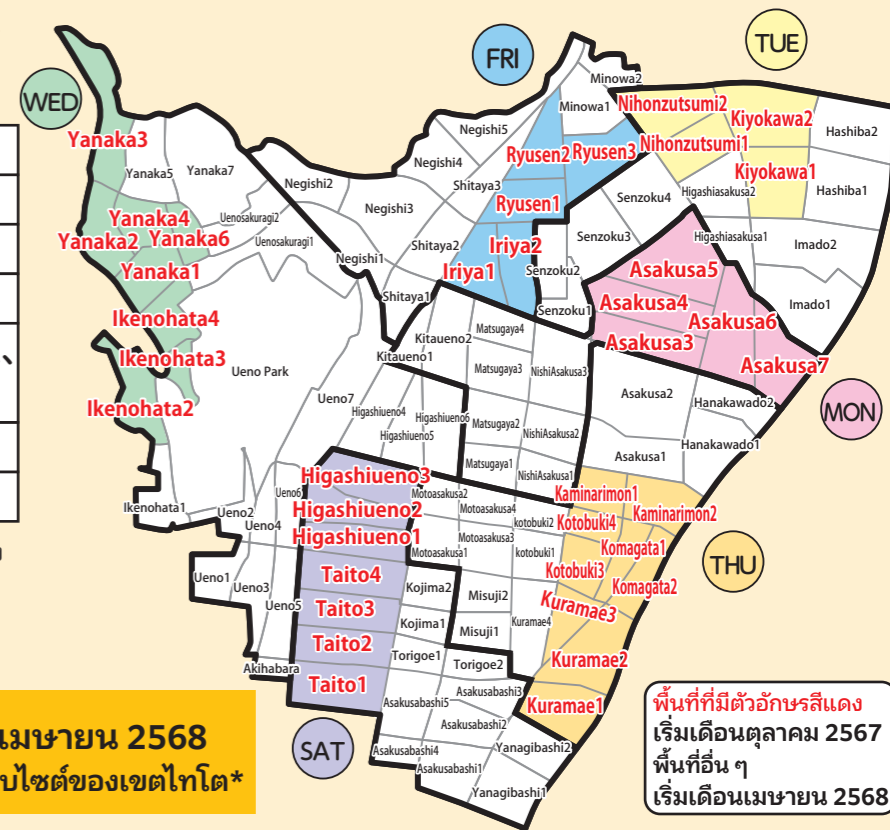 WED
FRI
TUE
Yanaka3
Yanaka5
Yanaka7
Yanaka4
Yanaka2
Yanaka6
Yanaka1
Uenosakuragi2
Uenosakuragi1
Ikenohata4
Ikenohata3
Ikenohata2
Ikenohata1
Ueno Park
Negishi5
Negishi4
Negishi2
Negishi3
Negishi1
Shitaya3
Shitaya2
Shitaya1
Minowa2
Minowa1
Ryusen2
Ryusen3
Ryusen1
Iriya2
Iriya1
Nihonzutsumi2
Nihonzutsumi1
Kiyokawa2
Kiyokawa1
Hashiba2
Hashiba1
Senzoku4
Higashiasakusa2
Senzoku3
Higashiasakusa1
Imado2
Imado1
Senzoku2
Senzoku1
Asakusa5
Asakusa4
Asakusa6
Asakusa3
Asakusa7
MON
Kitaueno2
Kitaueno1
Matsugaya4
Matsugaya3
NishiAsakusa3
Ueno7
Higashiueno4
Higashiueno6
Higashiueno5
Matsugaya2
NishiAsakusa2
Matsugaya1
NishiAsakusa1
Asakusa2
Hanakawado2
Hanakawado1
Asakusa1
Higashiueno3
Higashiueno2
Higashiueno1
Ueno6
Ueno2
Ueno4
Ueno1
Ueno3
Ueno5
Akihabara
Taito4
Taito3
Taito2
Taito1
SAT
Motoasakusa2
Motoasakusa4
Motoasakusa3
Motoasakusa1
kotobuki2
kotobuki1
Kaminarimon1
Kaminarimon2
Kotobuki4
Komagata1
Kotobuki3
Komagata2
THU
Kojima2
Kojima1
Misuji2
Misuji1
Kuramae4
Kuramae3
Kuramae2
Kuramae1
Torigoe1
Torigoe2
Asakusabashi3
Asakusabashi5
Asakusabashi2
Asakusabashi4
Asakusabashi1
Yanagibashi2
Yanagibashi1
เมษายน 2568
บไซต์ของเขตไทโต*
พื้นที่ที่มีตัวอักษรสีแดง
เริ่มเดือนตุลาคม 2567
พื้นที่อื่น ๆ
เริ่มเดือนเมษายน 2568